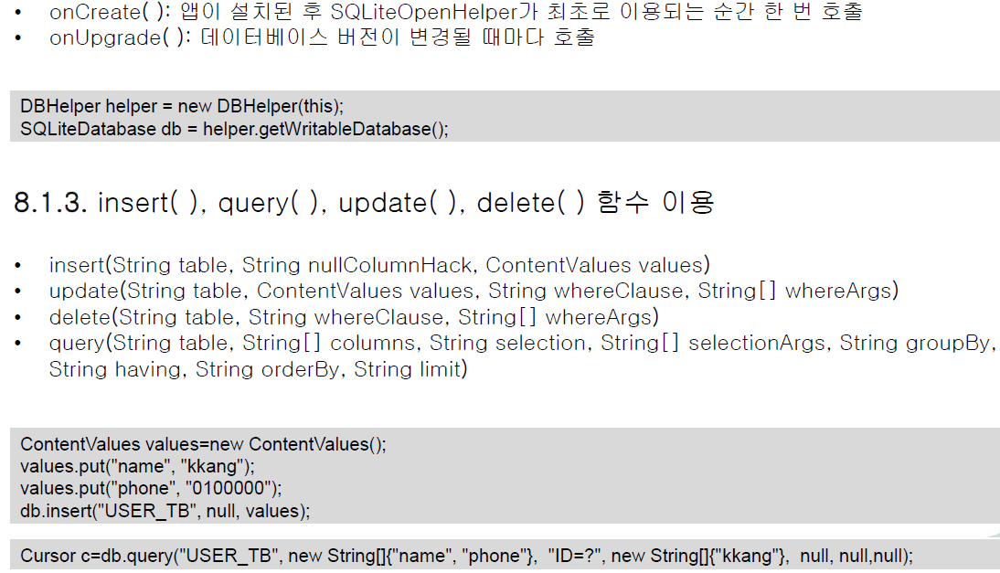 • onCreate( ): 앱이 설치된 후 SQLiteOpenHelper가 최초로 이용되는 순간 한 번 호출
• onUpgrade( ): 데이터베이스 버전이 변경될 때마다 호출
DBHelper helper = new DBHelper(this);
SQLiteDatabase db = helper.getWritableDatabase();
8.1.3. insert( ), query( ), update( ), delete( ) 함수 이용
• insert(String table, String nullColumnHack, ContentValues values)
• update(String table, ContentValues values, String whereClause, String[] whereArgs)
• delete(String table, String whereClause, String[] whereArgs)
• query(String table, String[] columns, String selection, String[] selectionArgs, String groupBy,
String having, String orderBy, String limit)
ContentValues values=new ContentValues();
values.put("name", "kkang");
values.put("phone", "0100000");
db.insert("USER_TB", null, values);
Cursor c=db.query("USER_TB", new String[]{"name", "phone"}, "ID=?", new String[]{"kkang"}, null, null,null);